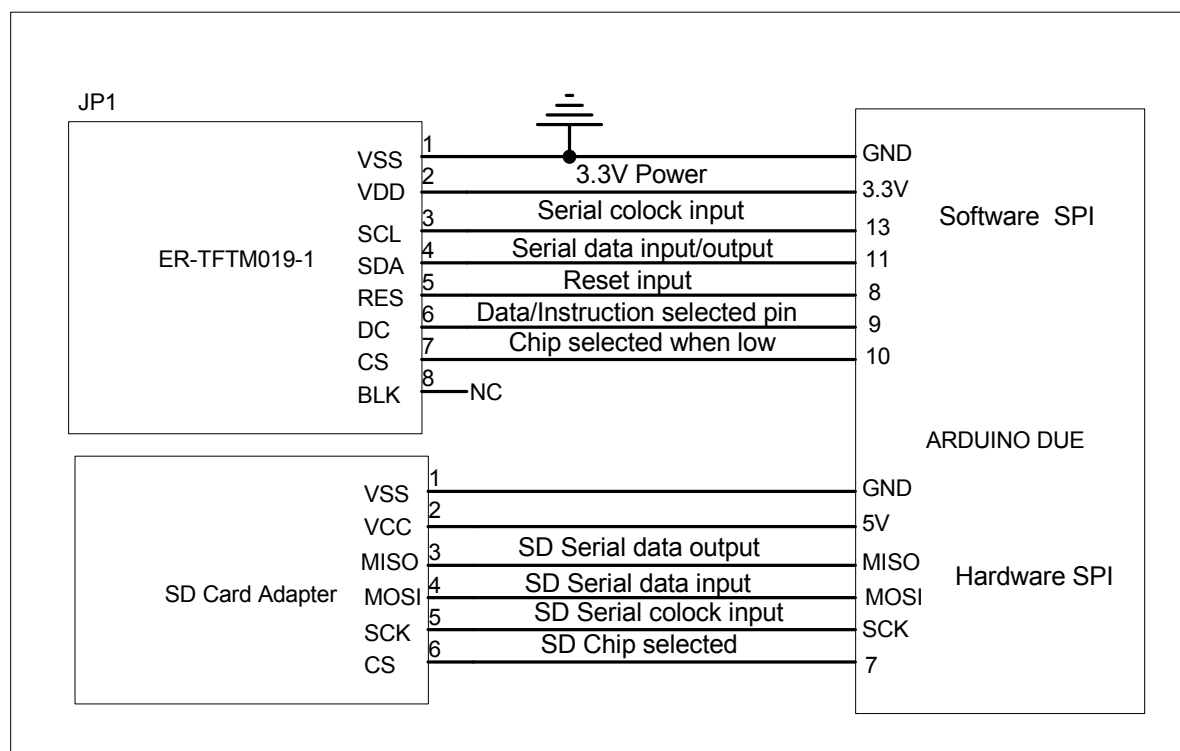 JP1
ER-TFTM019-1
VSS 1 GND
VDD 2 3.3V Power 3.3V
SCL 3 Serial colock input 13
SDA 4 Serial data input/output 11
RES 5 Reset input 8
DC 6 Data/Instruction selected pin 9
CS 7 Chip selected when low 10
BLK 8 NC
Software SPI
ARDUINO DUE
SD Card Adapter
VSS 1 GND
VCC 2 5V
MISO 3 SD Serial data output MISO
MOSI 4 SD Serial data input MOSI
SCK 5 SD Serial colock input SCK
CS 6 SD Chip selected 7
Hardware SPI